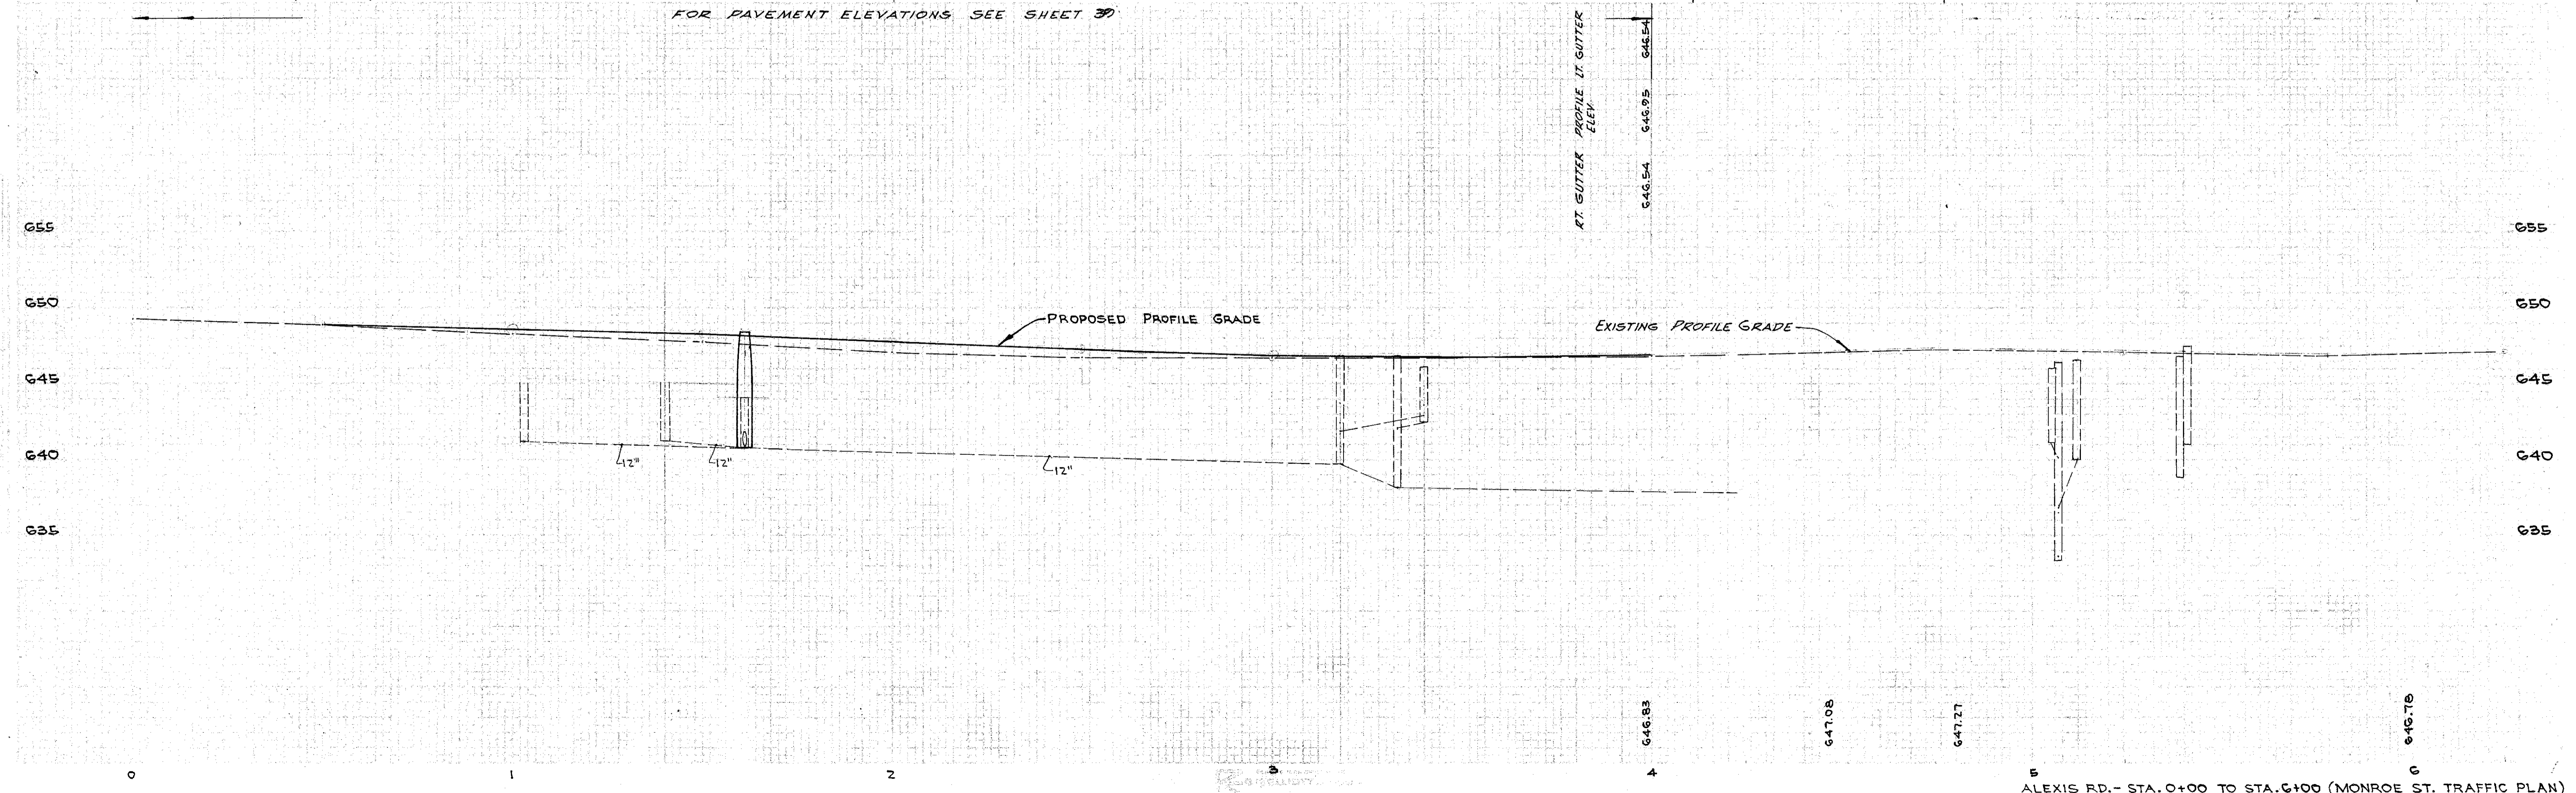 FOR PAVEMENT ELEVATIONS SEE SHEET 39
RT. GUTTER PROFILE LT. GUTTER
ELEV.
646.54 646.95 646.54
655 655
650 650
PROPOSED PROFILE GRADE
EXISTING PROFILE GRADE
645 645
640 640
12" 12" 12"
635 635
646.83 647.08 647.27 646.78
0 1 2 3 4 5 6
ALEXIS RD.- STA. 0+00 TO STA. 6+00 (MONROE ST. TRAFFIC PLAN)